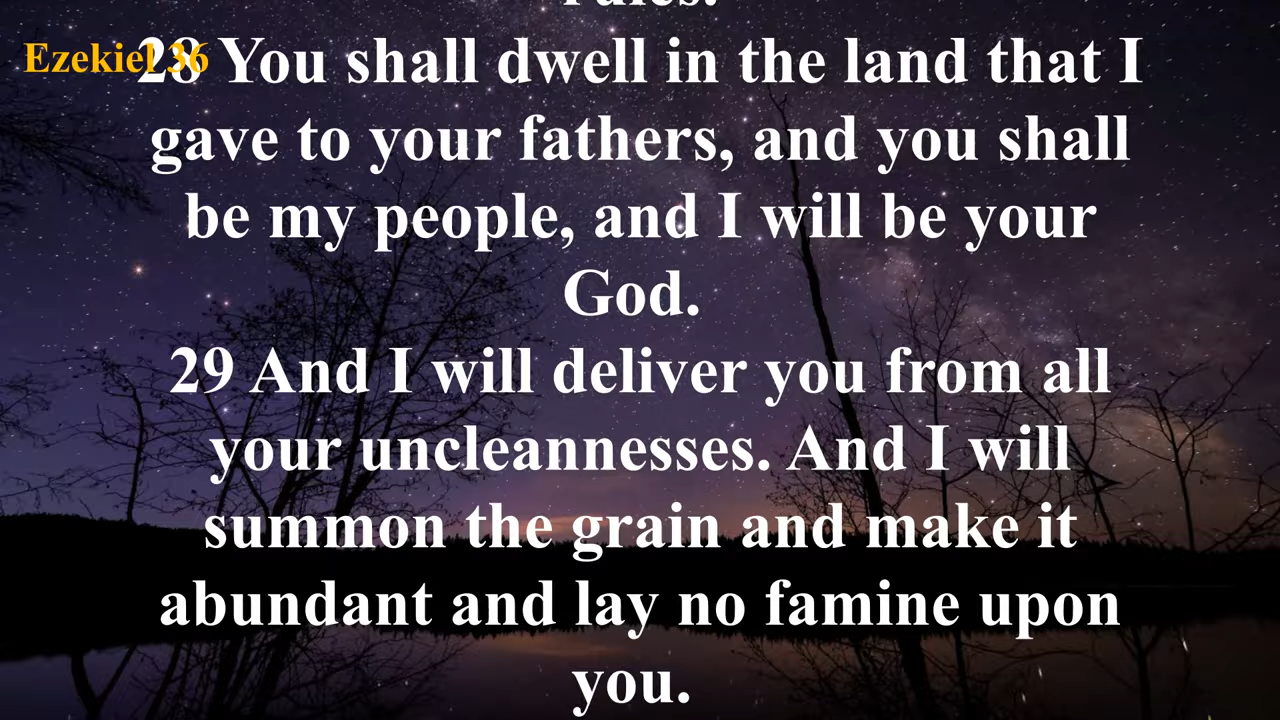 rules.
Ezekiel 36
28 You shall dwell in the land that I
gave to your fathers, and you shall
be my people, and I will be your
God.
29 And I will deliver you from all
your uncleannesses. And I will
summon the grain and make it
abundant and lay no famine upon
you.